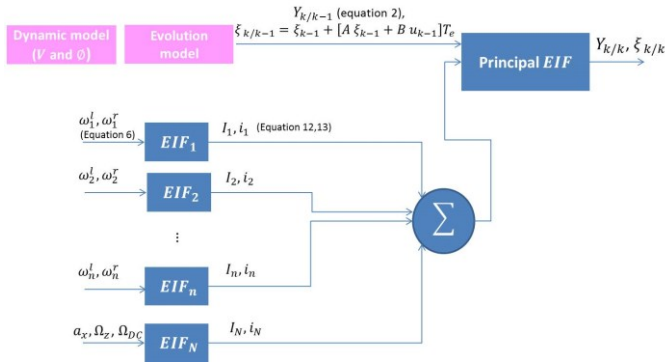 Dynamic model
(V and ∅)
Evolution
model
Y_{k/k−1} (equation 2),
ξ_{k/k−1} = ξ_{k−1} + [A ξ_{k−1} + B u_{k−1}]T_e
Principal EIF
Y_{k/k}, ξ_{k/k}
ω_1^l, ω_1^r
(Equation 6)
EIF_1
I_1, i_1 (Equation 12,13)
ω_2^l, ω_2^r
EIF_2
I_2, i_2
∑
⋮
ω_n^l, ω_n^r
EIF_n
I_n, i_n
a_x, Ω_z, Ω_{DC}
EIF_N
I_N, i_N